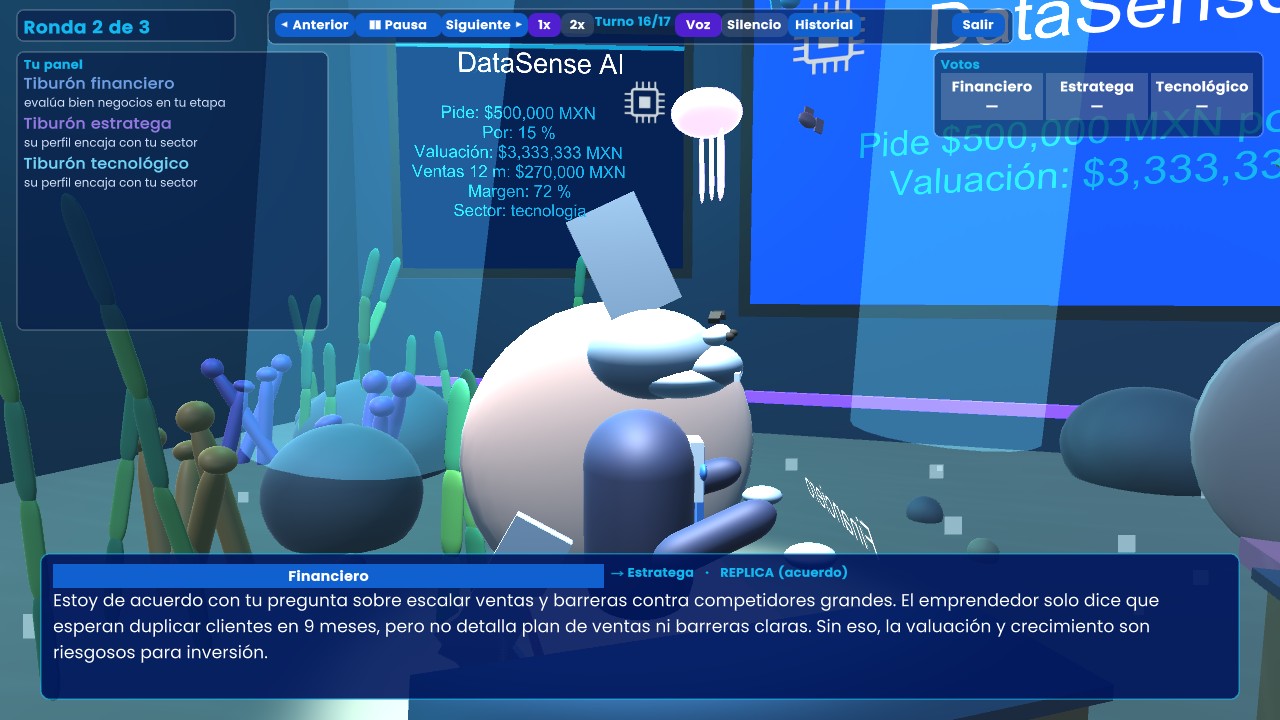 Ronda 2 de 3
◂ Anterior
Pausa
Siguiente ▸
1x
2x
Turno 16/17
Voz
Silencio
Historial
Salir
Tu panel
Tiburón financiero
evalúa bien negocios en tu etapa
Tiburón estratega
su perfil encaja con tu sector
Tiburón tecnológico
su perfil encaja con tu sector
DataSense AI
Pide: $500,000 MXN
Por: 15 %
Valuación: $3,333,333 MXN
Ventas 12 m: $270,000 MXN
Margen: 72 %
Sector: tecnologia
DataSense
Pide $500,000 MXN po
Valuación: $3,333,33
Votos
Financiero
—
Estratega
—
Tecnológico
—
Financiero
Financiero
→ Estratega · REPLICA (acuerdo)
Estoy de acuerdo con tu pregunta sobre escalar ventas y barreras contra competidores grandes. El emprendedor solo dice que
esperan duplicar clientes en 9 meses, pero no detalla plan de ventas ni barreras claras. Sin eso, la valuación y crecimiento son
riesgosos para inversión.